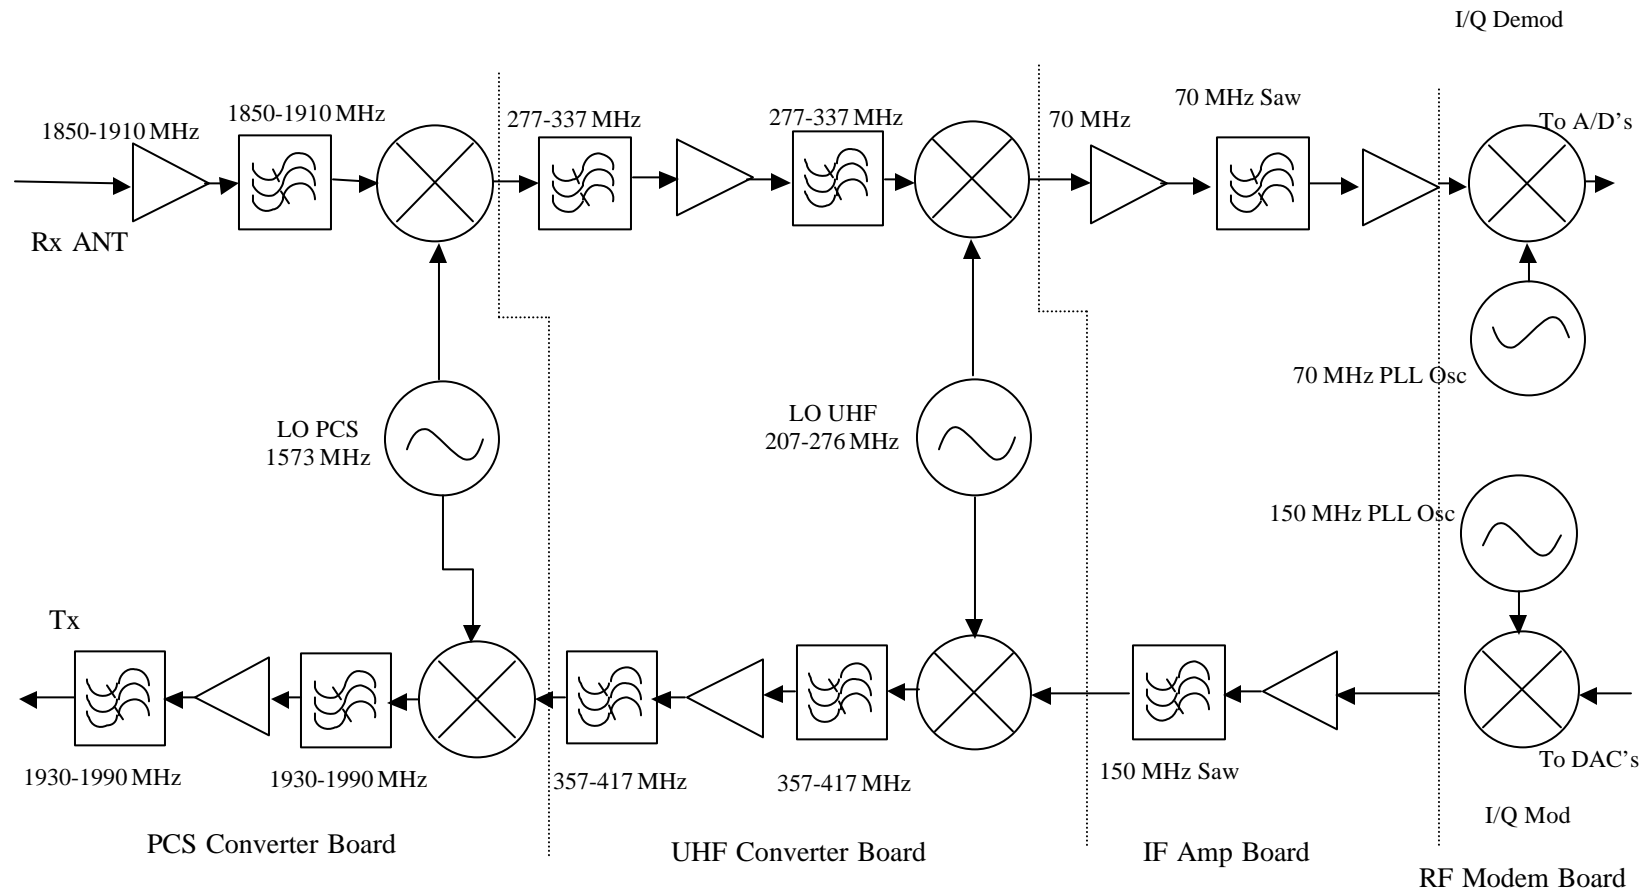 I/Q Demod
1850-1910 MHz
1850-1910 MHz
277-337 MHz
277-337 MHz
70 MHz
70 MHz Saw
To A/D's
Rx ANT
70 MHz PLL Osc
LO PCS
1573 MHz
LO UHF
207-276 MHz
150 MHz PLL Osc
Tx
1930-1990 MHz
1930-1990 MHz
357-417 MHz
357-417 MHz
150 MHz Saw
To DAC's
I/Q Mod
PCS Converter Board
UHF Converter Board
IF Amp Board
RF Modem Board